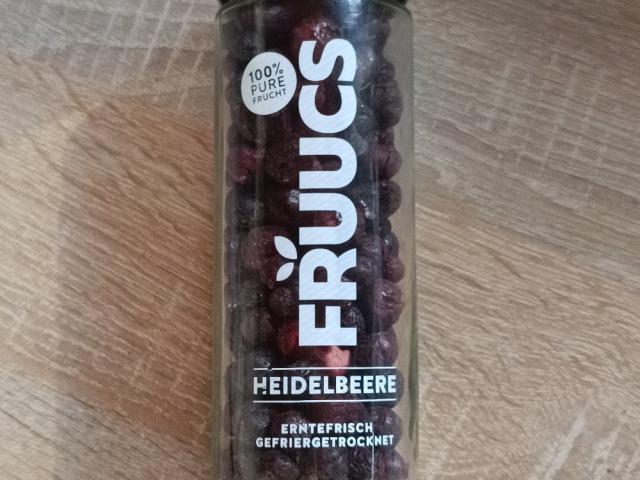 100%
PURE
FRUCHT
FRUUCS
HEIDELBEERE
ERNTEFRISCH
GEFRIERGETROCKNET